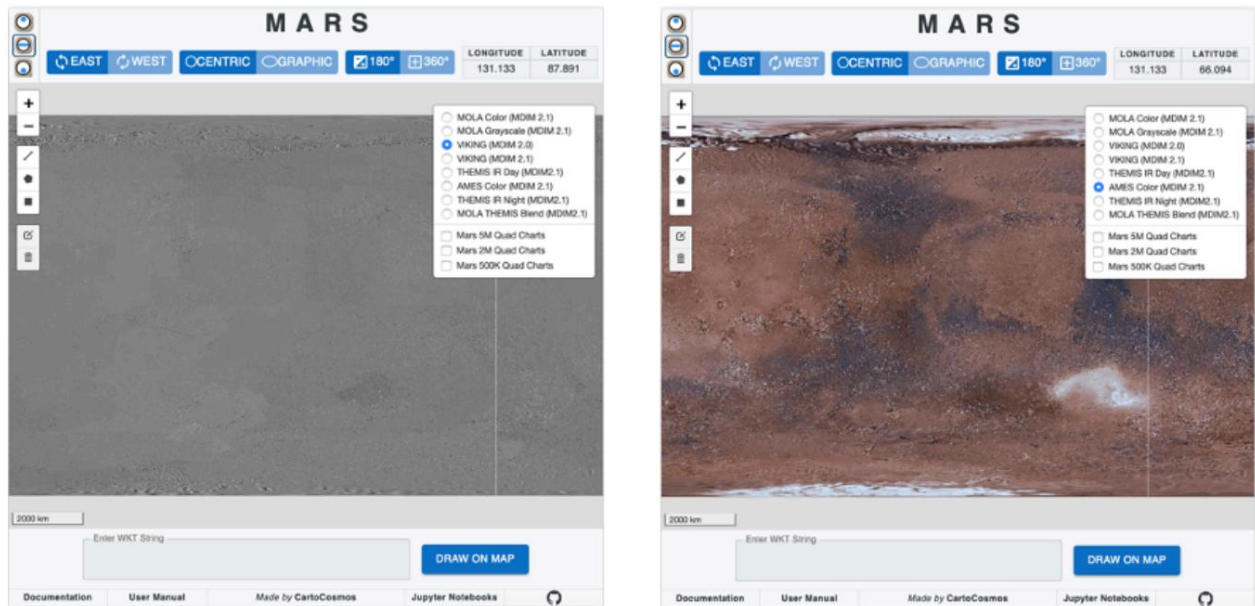 MARS
EAST WEST CENTRIC GRAPHIC 180° 360° LONGITUDE LATITUDE
131.133 87.891
+
−
MOLA Color (MDIM 2.1)
MOLA Grayscale (MDIM 2.1)
VIKING (MDIM 2.0)
VIKING (MDIM 2.1)
THEMIS IR Day (MDIM2.1)
AMES Color (MDIM 2.1)
THEMIS IR Night (MDIM2.1)
MOLA THEMIS Blend (MDIM2.1)
Mars 5M Quad Charts
Mars 2M Quad Charts
Mars 500K Quad Charts
2000 km
Enter WKT String
DRAW ON MAP
Documentation User Manual Made by CartoCosmos Jupyter Notebooks
MARS
EAST WEST CENTRIC GRAPHIC 180° 360° LONGITUDE LATITUDE
131.133 66.094
+
−
MOLA Color (MDIM 2.1)
MOLA Grayscale (MDIM 2.1)
VIKING (MDIM 2.0)
VIKING (MDIM 2.1)
THEMIS IR Day (MDIM2.1)
AMES Color (MDIM 2.1)
THEMIS IR Night (MDIM2.1)
MOLA THEMIS Blend (MDIM2.1)
Mars 5M Quad Charts
Mars 2M Quad Charts
Mars 500K Quad Charts
2000 km
Enter WKT String
DRAW ON MAP
Documentation User Manual Made by CartoCosmos Jupyter Notebooks